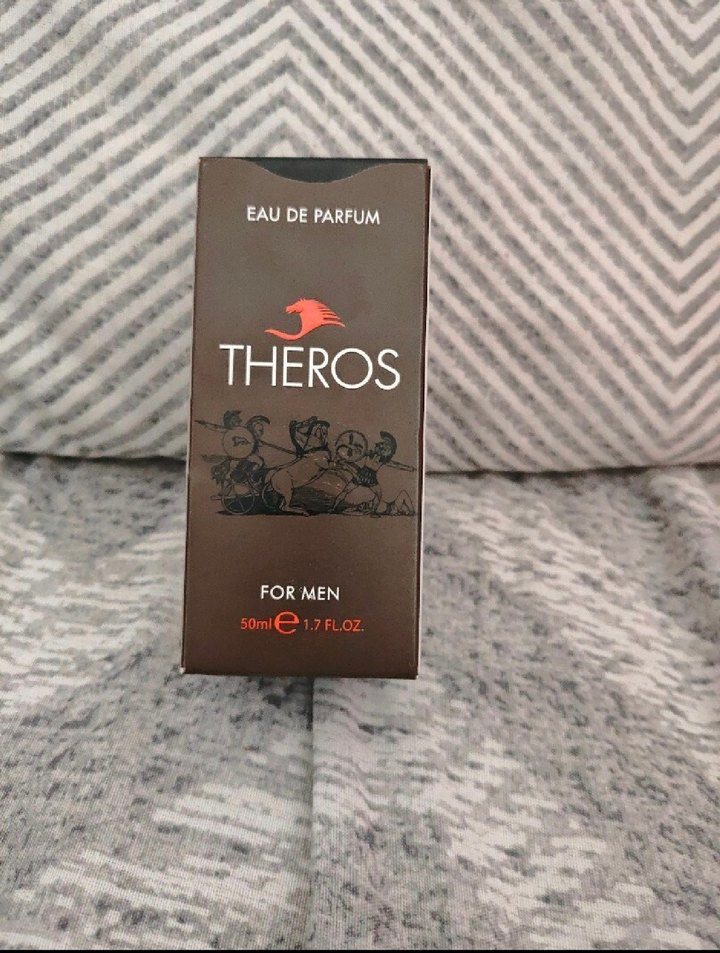 EAU DE PARFUM
THEROS
FOR MEN
50ml e 1.7 FL.OZ.